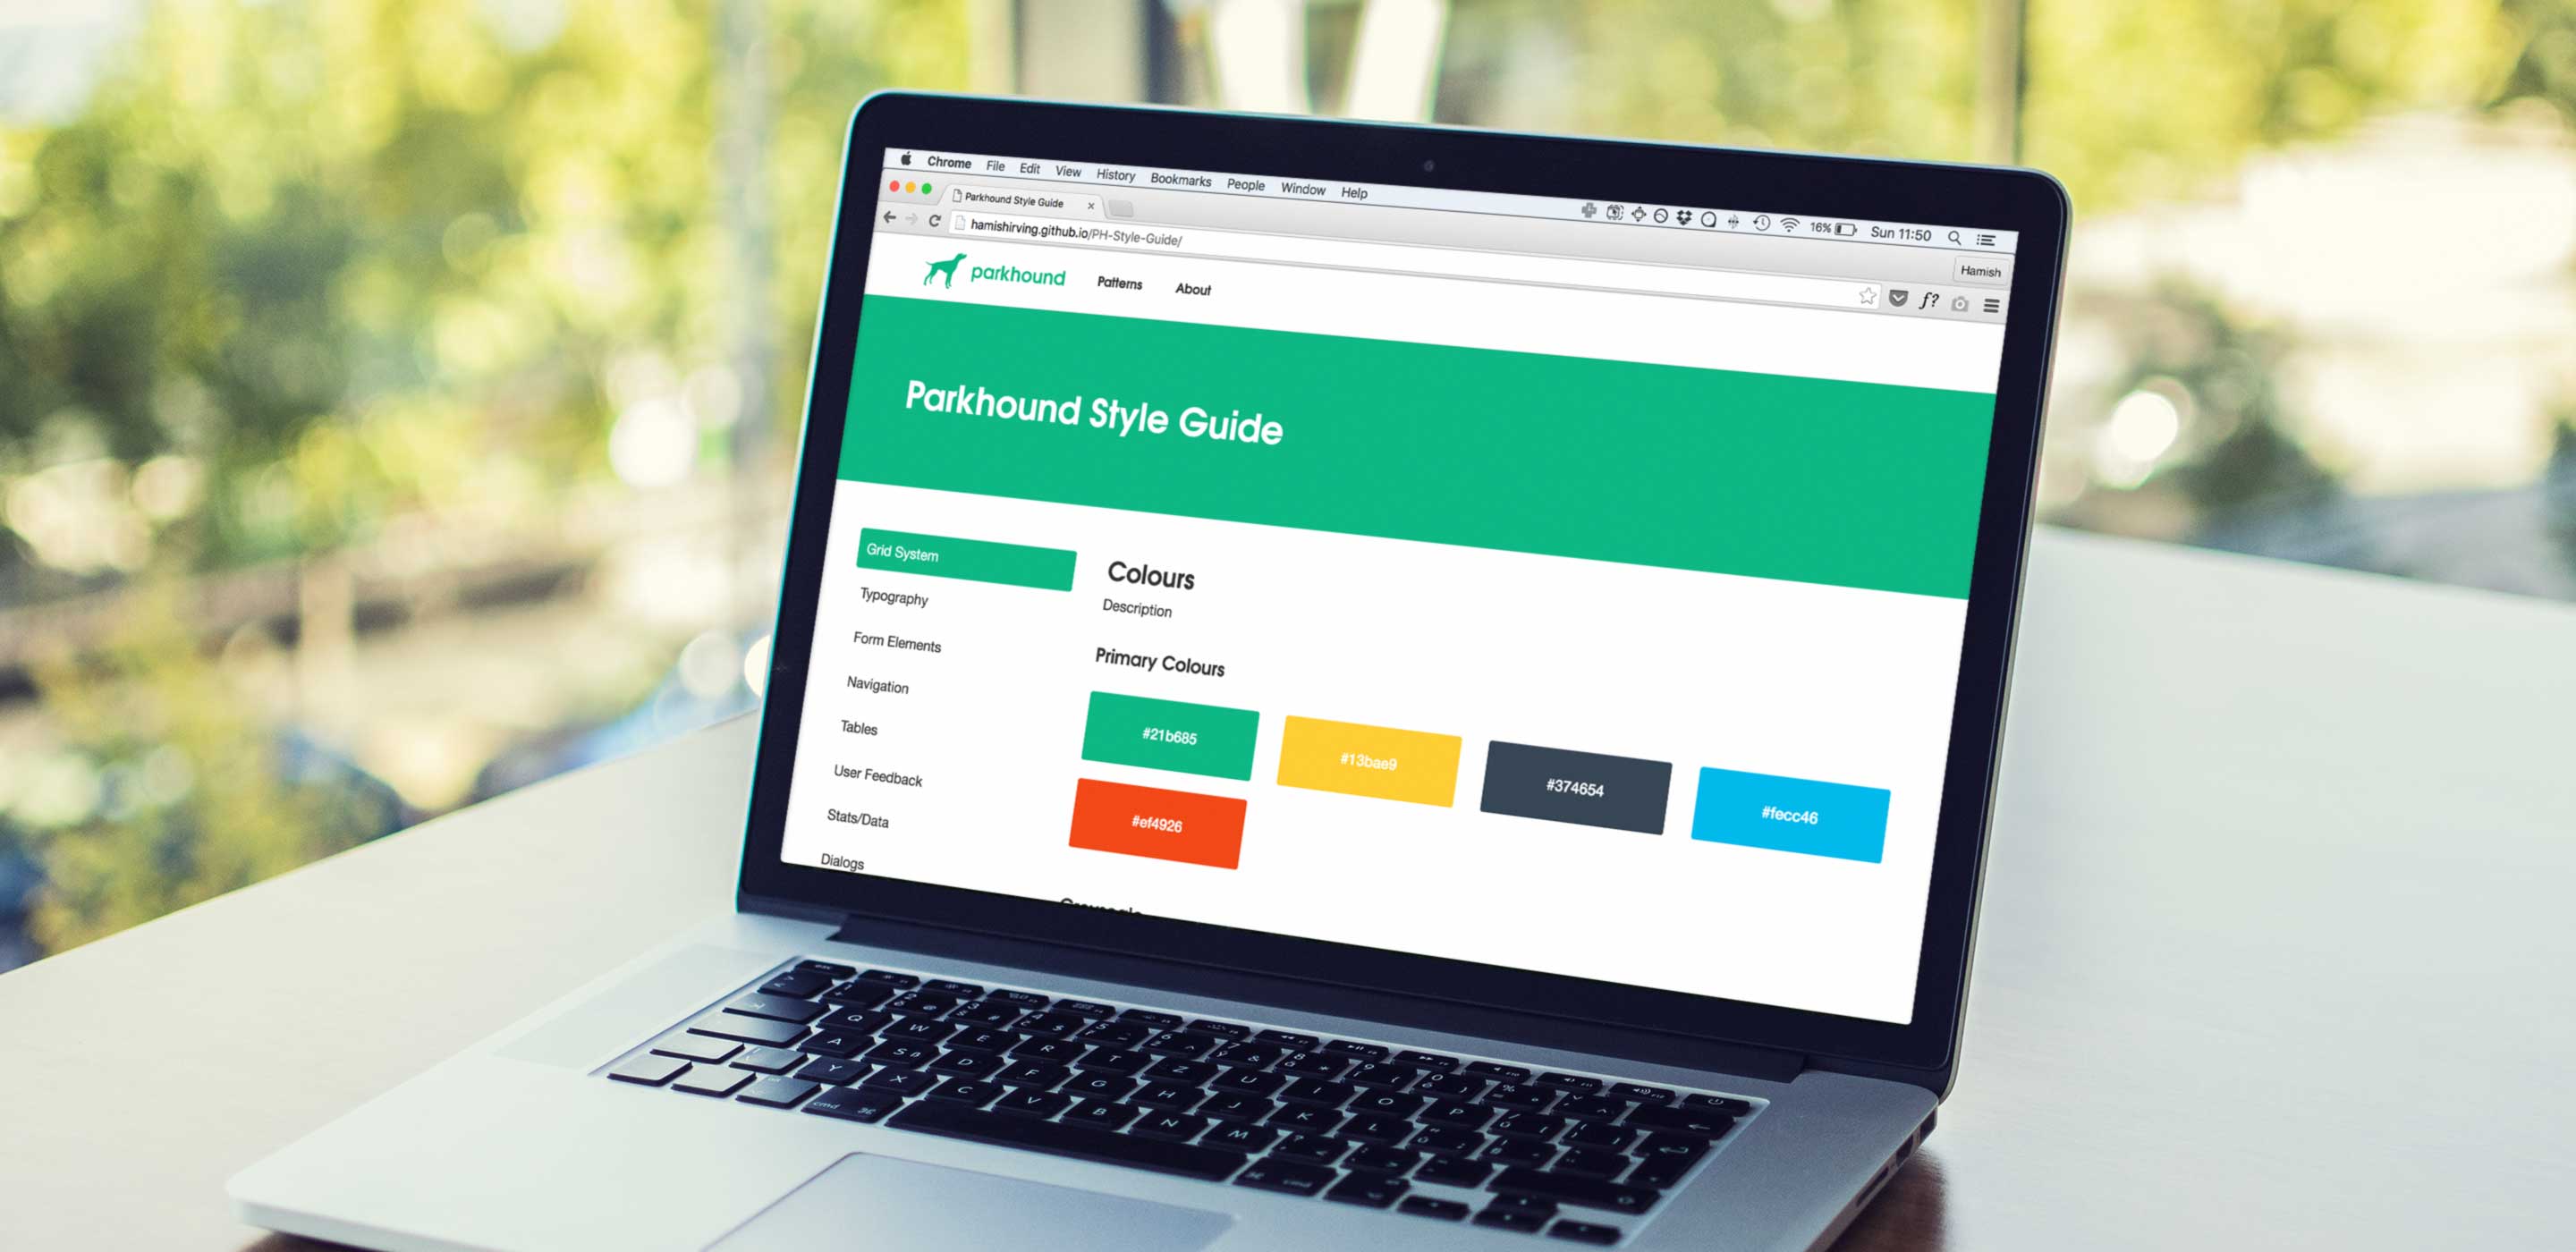 Chrome File Edit View History Bookmarks People Window Help
16% Sun 11:50
Parkhound Style Guide ×
Hamish
hamishirving.github.io/PH-Style-Guide/
f?
parkhound Patterns About
Parkhound Style Guide
Grid System
Typography
Form Elements
Navigation
Tables
User Feedback
Stats/Data
Dialogs
Colours
Description
Primary Colours
#21b685 #13bae9 #374654 #fecc46
#ef4926
Q W E R T Z U I O P
A S D F G H J K L
Y X C V B N M
cmd ⌘